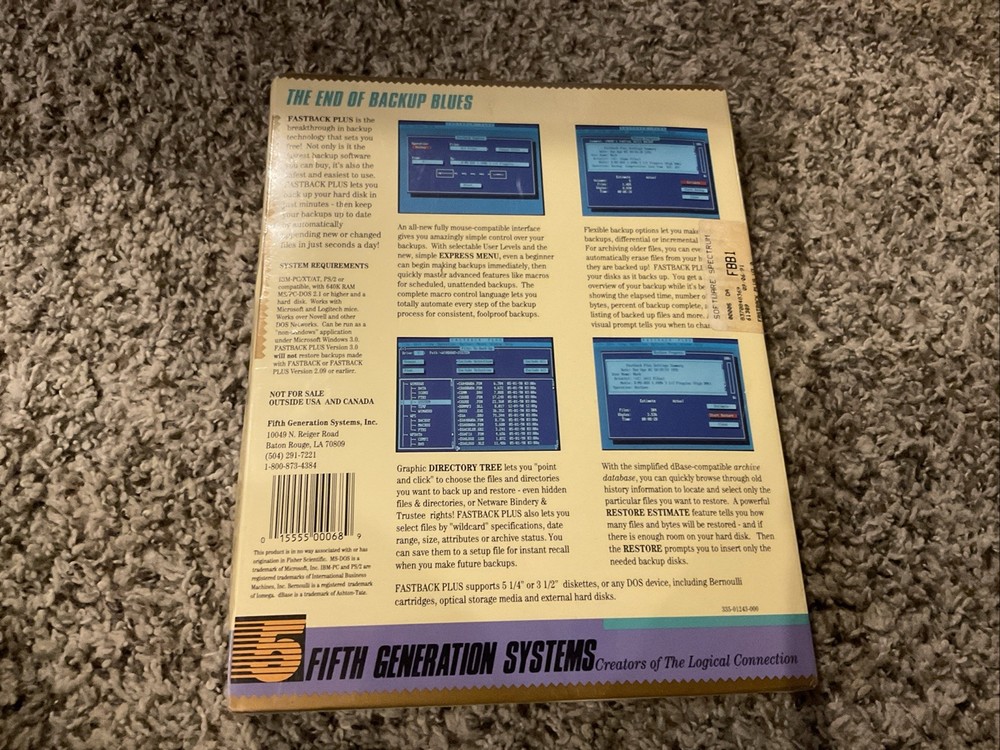 THE END OF BACKUP BLUES
FASTBACK PLUS is the
breakthrough in backup
technology that sets you
free! Not only is it the
backup software
can buy, it's also the
and easiest to use.
FASTBACK PLUS lets you
up your hard disk in
minutes - then keep
your backups up to date
by automatically
appending new or changed
files in just seconds a day!
SYSTEM REQUIREMENTS
IBM-PC/XT/AT, PS/2 or
compatible, with 640K RAM
MS/PC-DOS 2.1 or higher and a
hard disk. Works with
Microsoft and Logitech mice.
Works over Novell and other
DOS Networks. Can be run as a
"non-windows" application
under Microsoft Windows 3.0.
FASTBACK PLUS Version 3.0
will not restore backups made
with FASTBACK or FASTBACK
PLUS Version 2.09 or earlier.
NOT FOR SALE
OUTSIDE USA AND CANADA
Fifth Generation Systems, Inc.
10049 N. Reiger Road
Baton Rouge, LA 70809
(504) 291-7221
1-800-873-4384
0 15555 00068 9
This product is in no way associated with or has
origination in Fisher Scientific. MS-DOS is a
trademark of Microsoft, Inc. IBM-PC and PS/2 are
registered trademarks of International Business
Machines, Inc. Bernoulli is a registered trademark
of Iomega. dBase is a trademark of Ashton-Tate.
An all-new fully mouse-compatible interface
gives you amazingly simple control over your
backups. With selectable User Levels and the
new, simple EXPRESS MENU, even a beginner
can begin making backups immediately, then
quickly master advanced features like macros
for scheduled, unattended backups. The
complete macro control language lets you
totally automate every step of the backup
process for consistent, foolproof backups.
Flexible backup options let you make
backups, differential or incremental
For archiving older files, you can even
automatically erase files from your
they are backed up! FASTBACK
your disks as it backs up. You get
overview of your backup while it's
showing the elapsed time, number
bytes, percent of backup complete,
listing of backed up files and more.
visual prompt tells you when to
SOFTWARE SPECTRUM
FBB1
Graphic DIRECTORY TREE lets you "point
and click" to choose the files and directories
you want to back up and restore - even hidden
files & directories, or Netware Bindery &
Trustee rights! FASTBACK PLUS also lets you
select files by "wildcard" specifications, date
range, size, attributes or archive status. You
can save them to a setup file for instant recall
when you make future backups.
With the simplified dBase-compatible archive
database, you can quickly browse through old
history information to locate and select only the
particular files you want to restore. A powerful
RESTORE ESTIMATE feature tells you how
many files and bytes will be restored - and if
there is enough room on your hard disk. Then
the RESTORE prompts you to insert only the
needed backup disks.
FASTBACK PLUS supports 5 1/4" or 3 1/2" diskettes, or any DOS device, including Bernoulli
cartridges, optical storage media and external hard disks.
335-01243-000
5 FIFTH GENERATION SYSTEMS Creators of The Logical Connection